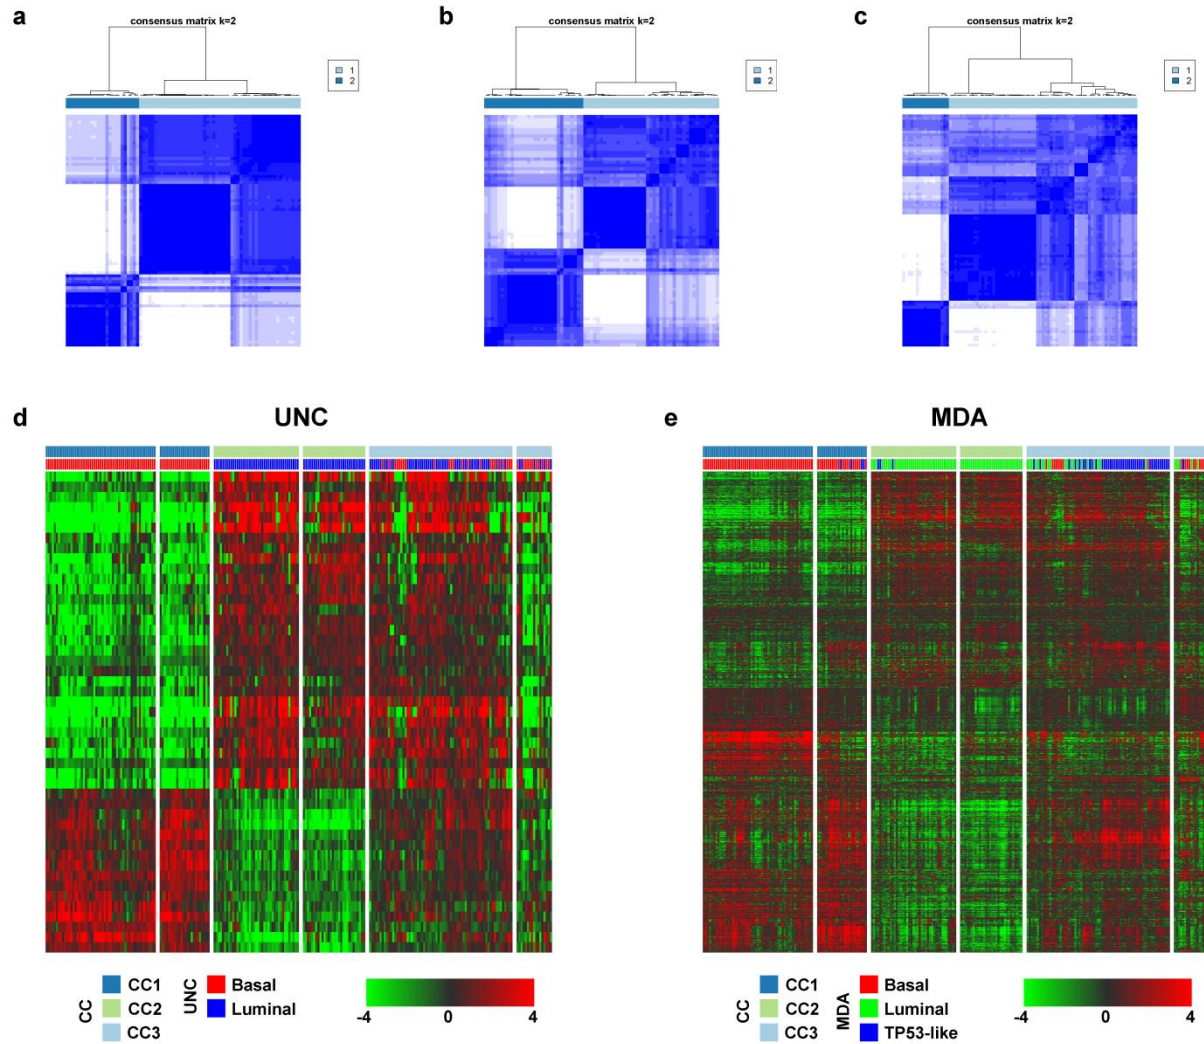 a
consensus matrix k=2
1
2
b
consensus matrix k=2
1
2
c
consensus matrix k=2
1
2
d
UNC
e
MDA
CC
CC1
CC2
CC3
UNC
Basal
Luminal
-4
0
4
CC
CC1
CC2
CC3
MDA
Basal
Luminal
TP53-like
-4
0
4